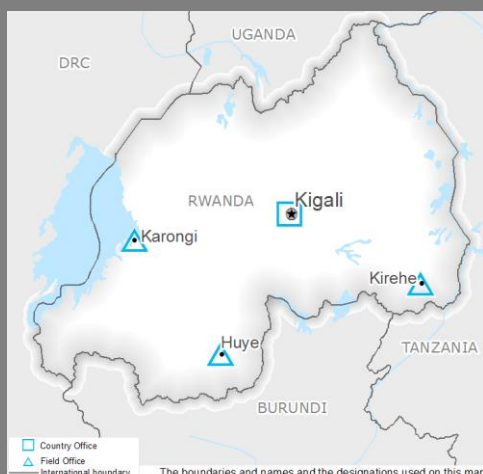 UGANDA
DRC
RWANDA
Kigali
Karongi
Kirehe
Huye
TANZANIA
BURUNDI
Country Office
Field Office
International boundary
The boundaries and names and the designations used on this map